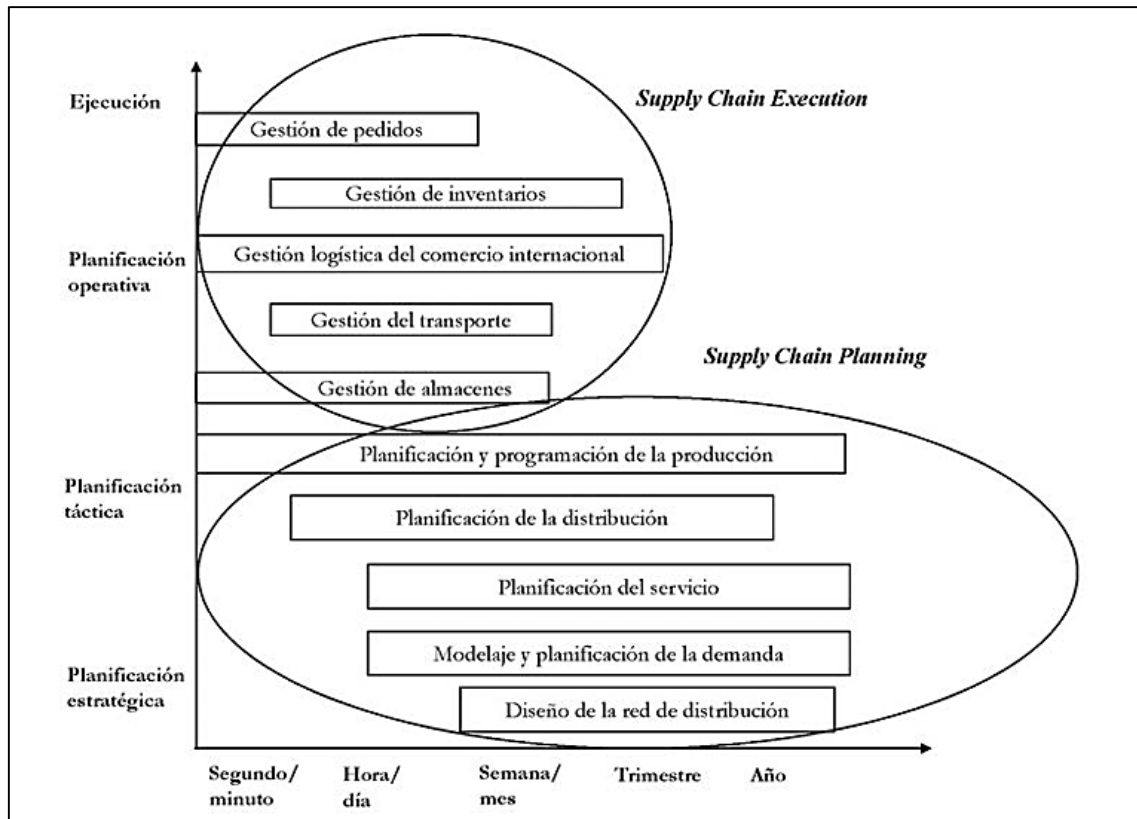 Ejecución
Supply Chain Execution
Gestión de pedidos
Gestión de inventarios
Planificación
operativa
Gestión logística del comercio internacional
Gestión del transporte
Supply Chain Planning
Gestión de almacenes
Planificación y programación de la producción
Planificación
táctica
Planificación de la distribución
Planificación del servicio
Modelaje y planificación de la demanda
Planificación
estratégica
Diseño de la red de distribución
Segundo/
minuto
Hora/
día
Semana/
mes
Trimestre
Año